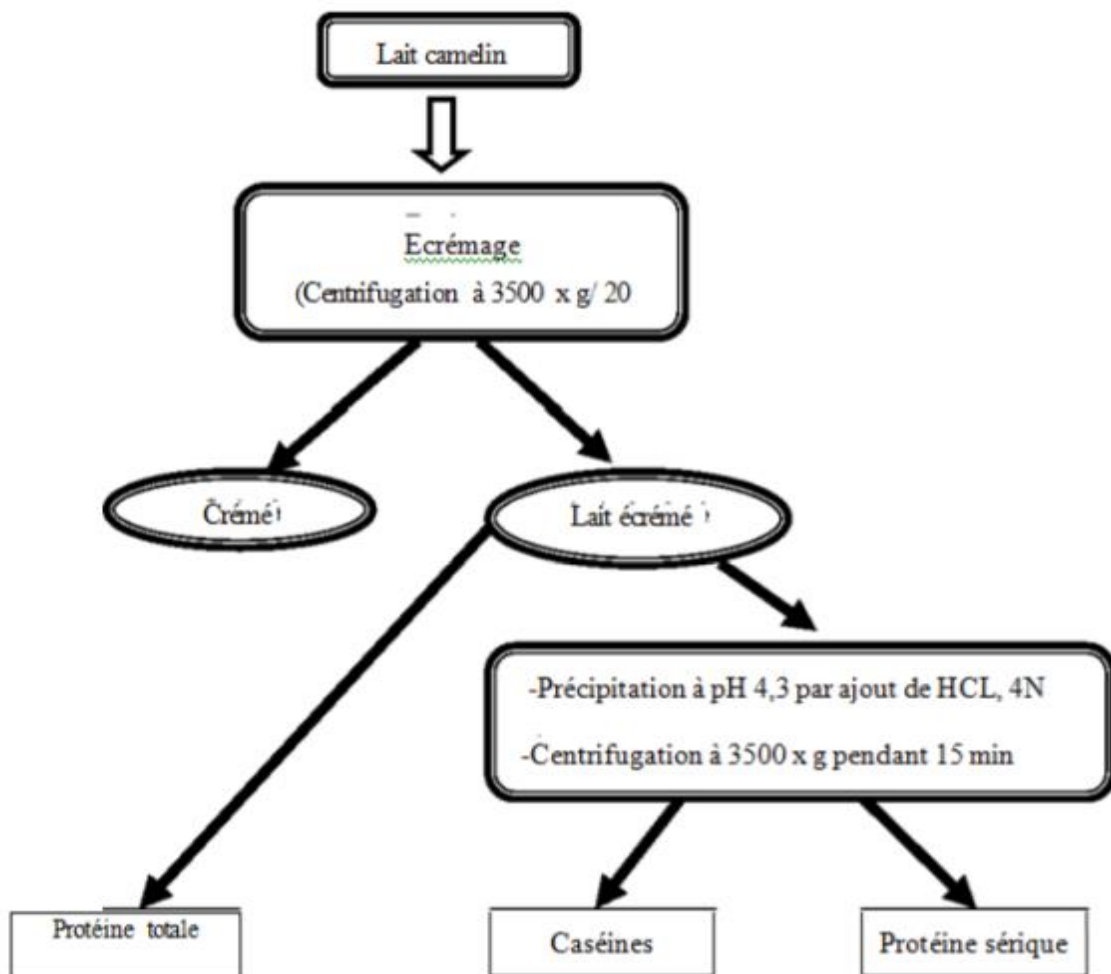 Lait camelin
Ecrémage
(Centrifugation à 3500 x g/ 20
Crémé
Lait écrémé
-Précipitation à pH 4,3 par ajout de HCL, 4N
-Centrifugation à 3500 x g pendant 15 min
Protéine totale
Caséines
Protéine sérique